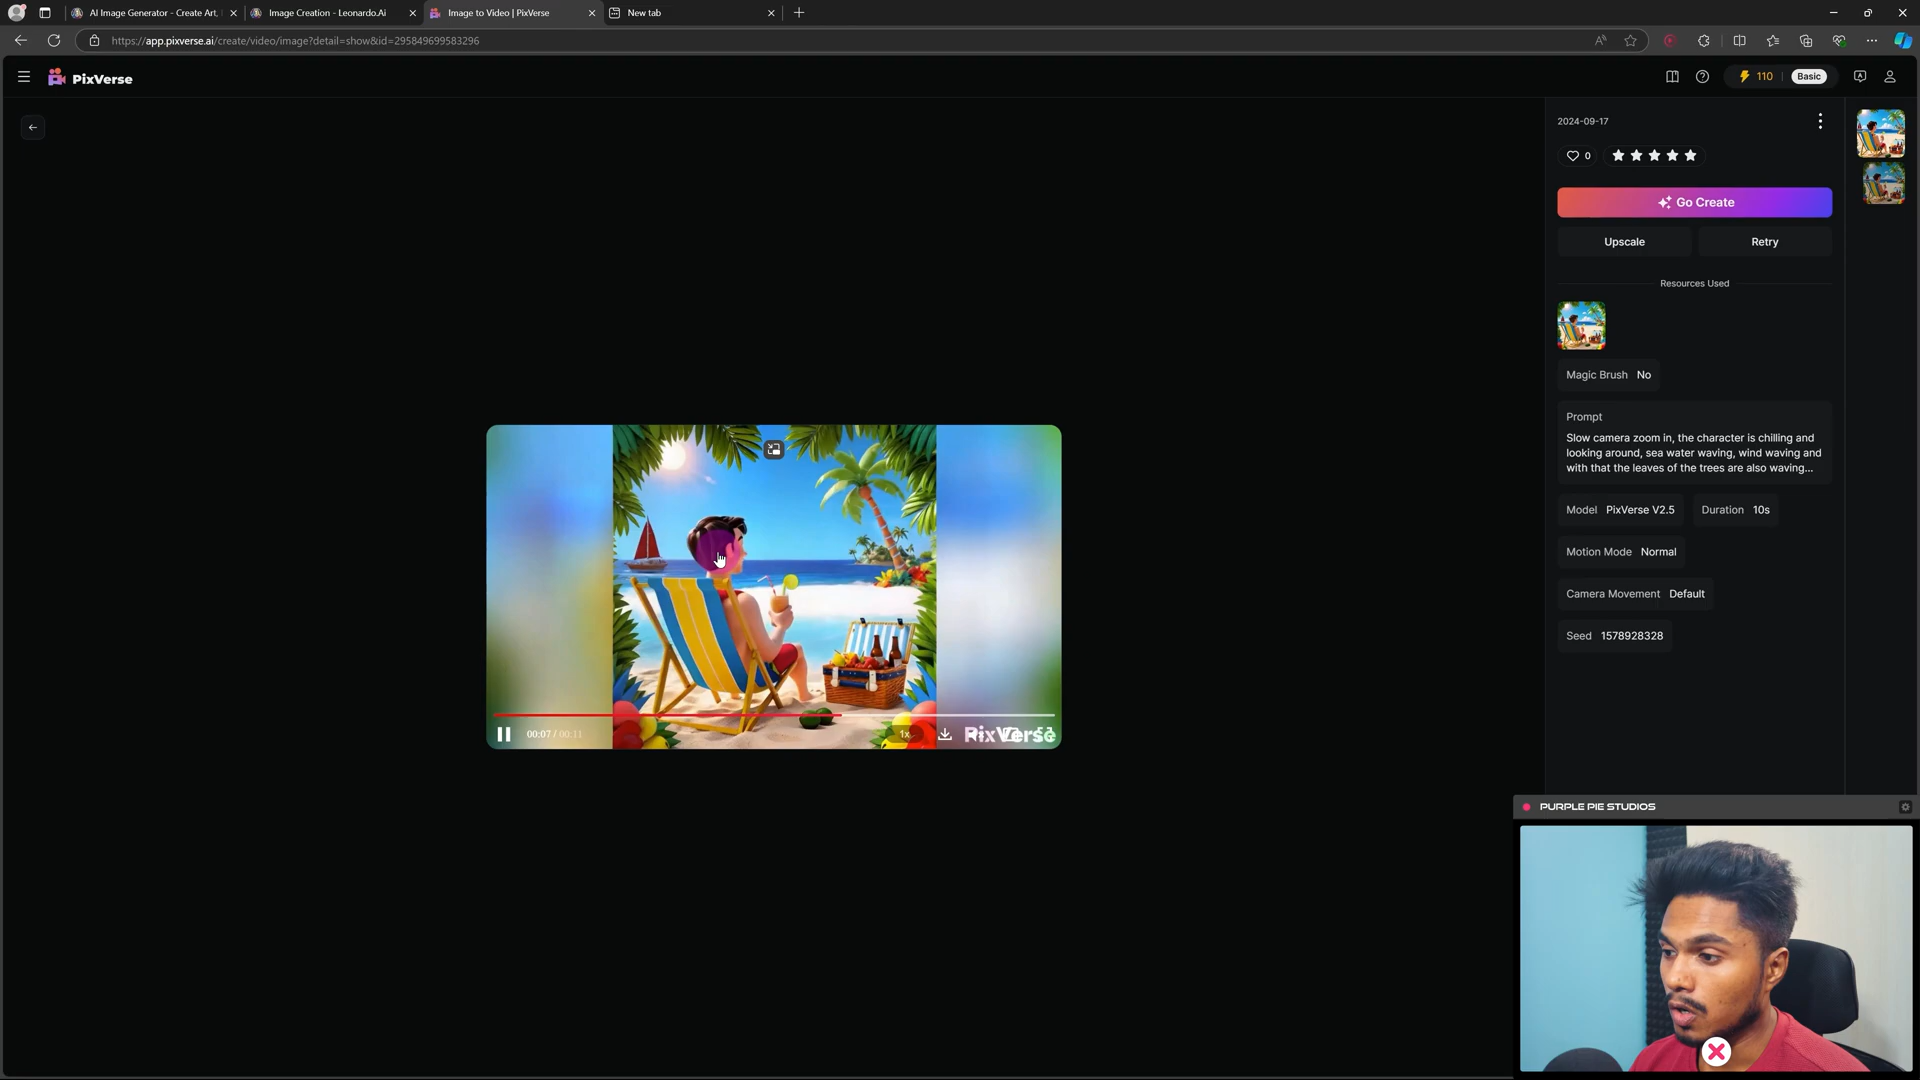 AI Image Generator - Create Art,
Image Creation - Leonardo.Ai
Image to Video | PixVerse
New tab
https://app.pixverse.ai/create/video/image?detail=show&id=295849699583296
PixVerse
110
Basic
2024-09-17
0
Go Create
Upscale
Retry
Resources Used
Magic Brush No
Prompt
Slow camera zoom in, the character is chilling and
looking around, sea water waving, wind waving and
with that the leaves of the trees are also waving...
Model PixVerse V2.5
Duration 10s
Motion Mode Normal
Camera Movement Default
Seed 1578928328
00:07 / 00:11
1x
PixVerse
PURPLE PIE STUDIOS